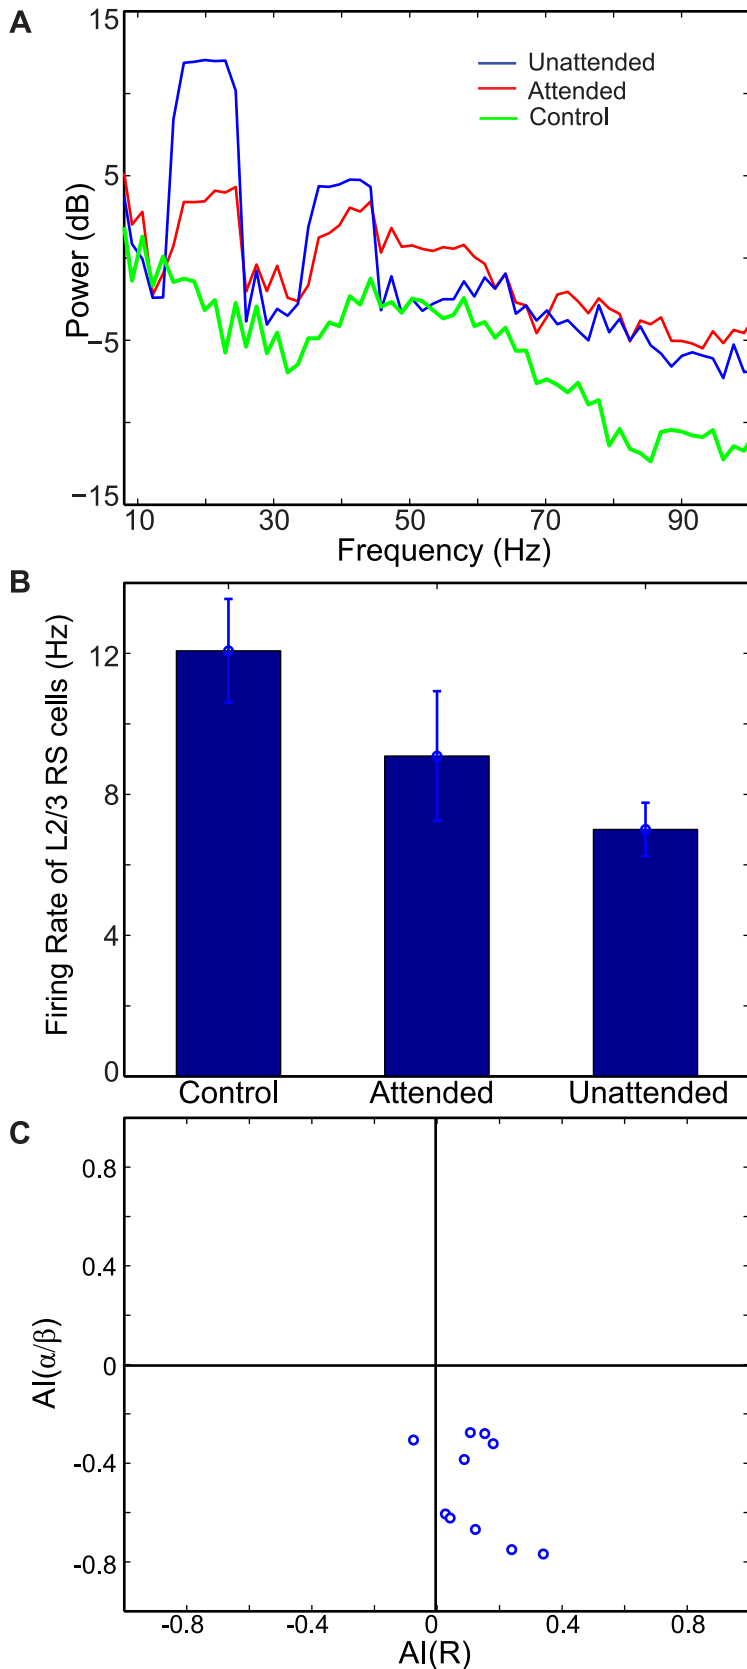 A
15
5
−5
−15
Power (dB)
Unattended
Attended
Control
10 30 50 70 90
Frequency (Hz)
B
12
8
4
0
Firing Rate of L2/3 RS cells (Hz)
Control Attended Unattended
C
0.8
0.4
0
-0.4
-0.8
AI(α/β)
-0.8 -0.4 0 0.4 0.8
AI(R)